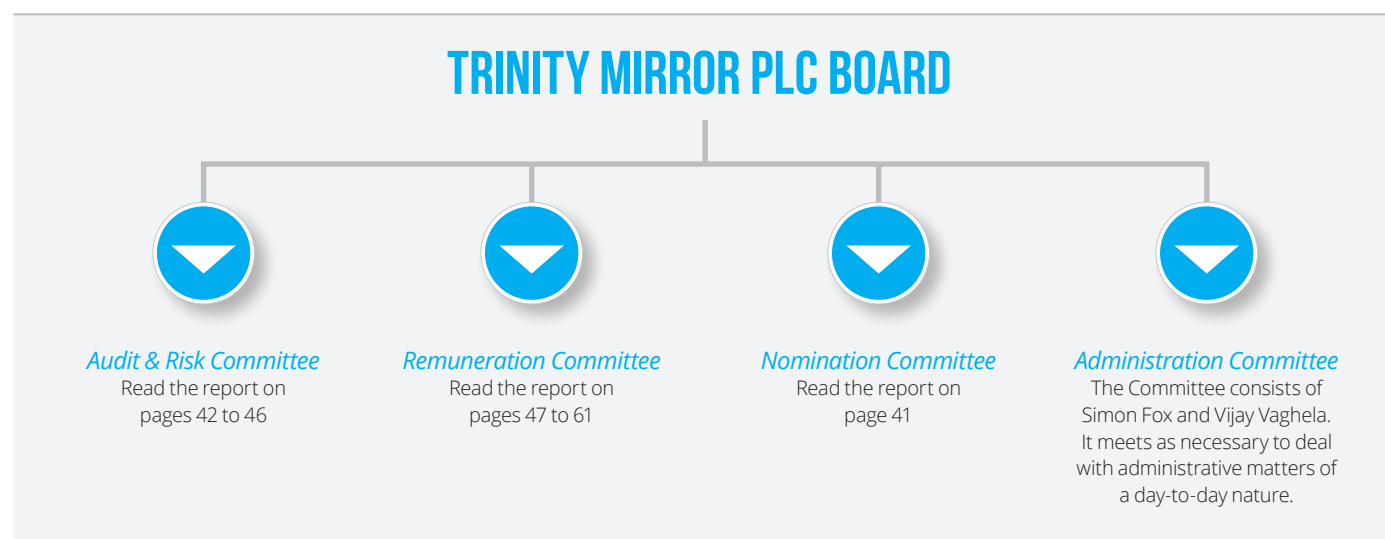 TRINITY MIRROR PLC BOARD
Audit & Risk Committee
Read the report on
pages 42 to 46
Remuneration Committee
Read the report on
pages 47 to 61
Nomination Committee
Read the report on
page 41
Administration Committee
The Committee consists of
Simon Fox and Vijay Vaghela.
It meets as necessary to deal
with administrative matters of
a day-to-day nature.